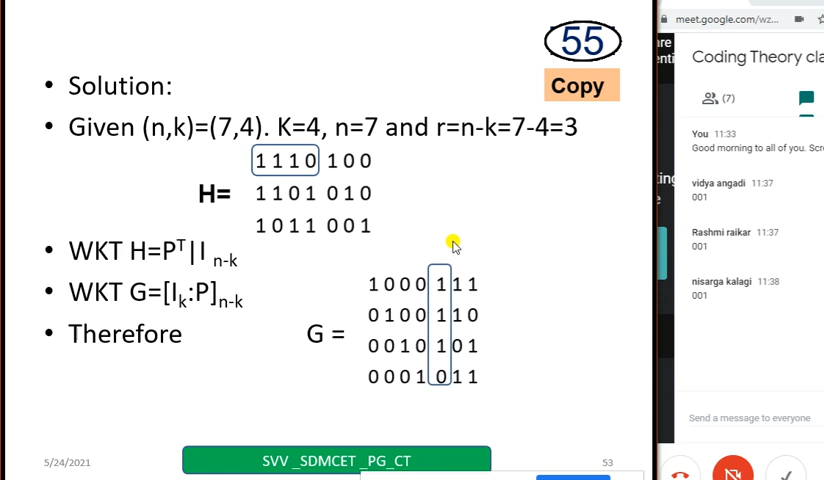 55
Copy
• Solution:
• Given (n,k)=(7,4). K=4, n=7 and r=n-k=7-4=3
1 1 1 0 1 0 0
H= 1 1 0 1 0 1 0
1 0 1 1 0 0 1
• WKT H=Pᵀ|I n-k
• WKT G=[Iₖ:P]n-k
• Therefore
G =
1 0 0 0 1 1 1
0 1 0 0 1 1 0
0 0 1 0 1 0 1
0 0 0 1 0 1 1
5/24/2021
SVV _SDMCET _PG_CT
53
meet.google.com/wz...
Coding Theory cla
(7)
You 11:33
Good morning to all of you. Scr
vidya angadi 11:37
001
Rashmi raikar 11:37
001
nisarga kalagi 11:38
001
Send a message to everyone